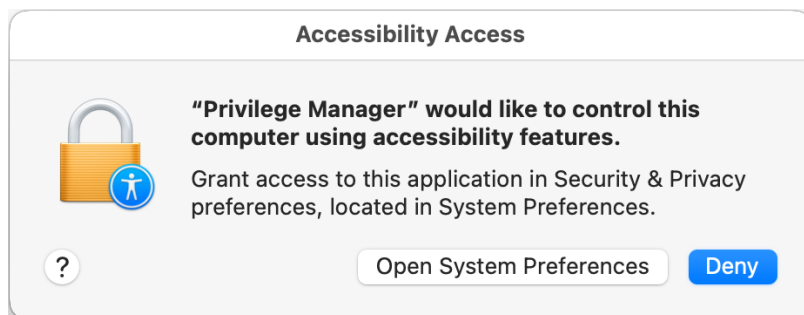 Accessibility Access
“Privilege Manager” would like to control this
computer using accessibility features.
Grant access to this application in Security & Privacy
preferences, located in System Preferences.
?
Open System Preferences
Deny